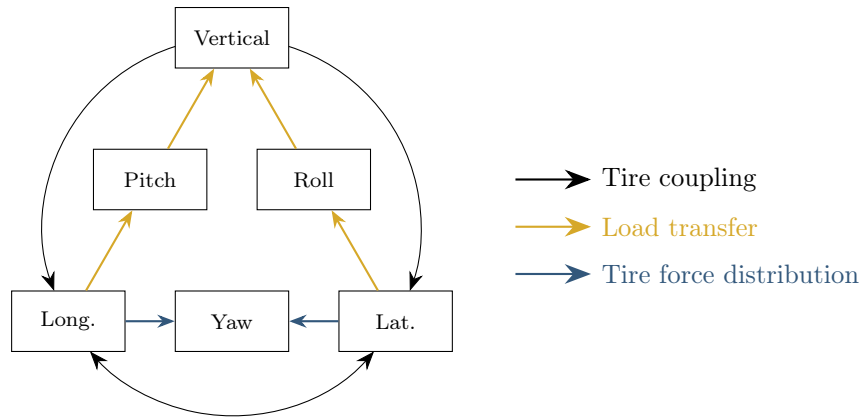 Vertical
Pitch
Roll
Long.
Yaw
Lat.
Tire coupling
Load transfer
Tire force distribution